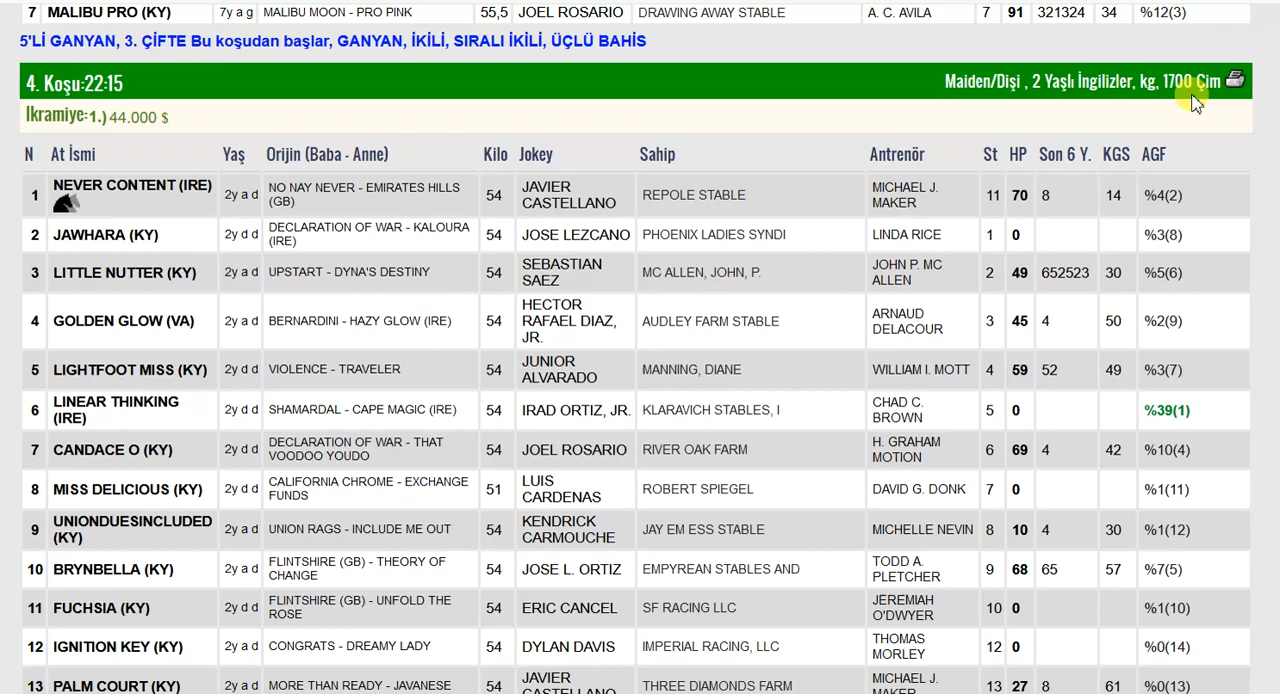 7 MALIBU PRO (KY) 7y a g MALIBU MOON - PRO PINK 55,5 JOEL ROSARIO DRAWING AWAY STABLE A. C. AVILA 7 91 321324 34 %12(3)
5'Lİ GANYAN, 3. ÇİFTE Bu koşudan başlar, GANYAN, İKİLİ, SIRALI İKİLİ, ÜÇLÜ BAHİS
4. Koşu:22:15 Maiden/Dişi , 2 Yaşlı İngilizler, kg, 1700 Çim
Ikramiye:1.) 44.000 $
N At İsmi Yaş Orijin (Baba - Anne) Kilo Jokey Sahip Antrenör St HP Son 6 Y. KGS AGF
1 NEVER CONTENT (IRE) 2y a d NO NAY NEVER - EMIRATES HILLS (GB) 54 JAVIER CASTELLANO REPOLE STABLE MICHAEL J. MAKER 11 70 8 14 %4(2)
2 JAWHARA (KY) 2y d d DECLARATION OF WAR - KALOURA (IRE) 54 JOSE LEZCANO PHOENIX LADIES SYNDI LINDA RICE 1 0 %3(8)
3 LITTLE NUTTER (KY) 2y a d UPSTART - DYNA'S DESTINY 54 SEBASTIAN SAEZ MC ALLEN, JOHN, P. JOHN P. MC ALLEN 2 49 652523 30 %5(6)
4 GOLDEN GLOW (VA) 2y a d BERNARDINI - HAZY GLOW (IRE) 54 HECTOR RAFAEL DIAZ, JR. AUDLEY FARM STABLE ARNAUD DELACOUR 3 45 4 50 %2(9)
5 LIGHTFOOT MISS (KY) 2y d d VIOLENCE - TRAVELER 54 JUNIOR ALVARADO MANNING, DIANE WILLIAM I. MOTT 4 59 52 49 %3(7)
6 LINEAR THINKING (IRE) 2y d d SHAMARDAL - CAPE MAGIC (IRE) 54 IRAD ORTIZ, JR. KLARAVICH STABLES, I CHAD C. BROWN 5 0 %39(1)
7 CANDACE O (KY) 2y d d DECLARATION OF WAR - THAT VOODOO YOUDO 54 JOEL ROSARIO RIVER OAK FARM H. GRAHAM MOTION 6 69 4 42 %10(4)
8 MISS DELICIOUS (KY) 2y d d CALIFORNIA CHROME - EXCHANGE FUNDS 51 LUIS CARDENAS ROBERT SPIEGEL DAVID G. DONK 7 0 %1(11)
9 UNIONDUESINCLUDED (KY) 2y a d UNION RAGS - INCLUDE ME OUT 54 KENDRICK CARMOUCHE JAY EM ESS STABLE MICHELLE NEVIN 8 10 4 30 %1(12)
10 BRYNBELLA (KY) 2y a d FLINTSHIRE (GB) - THEORY OF CHANGE 54 JOSE L. ORTIZ EMPYREAN STABLES AND TODD A. PLETCHER 9 68 65 57 %7(5)
11 FUCHSIA (KY) 2y d d FLINTSHIRE (GB) - UNFOLD THE ROSE 54 ERIC CANCEL SF RACING LLC JEREMIAH O'DWYER 10 0 %1(10)
12 IGNITION KEY (KY) 2y a d CONGRATS - DREAMY LADY 54 DYLAN DAVIS IMPERIAL RACING, LLC THOMAS MORLEY 12 0 %0(14)
13 PALM COURT (KY) 2y a d MORE THAN READY - JAVANESE 54 JAVIER CASTELLANO THREE DIAMONDS FARM MICHAEL J. MAKER 13 27 8 61 %0(13)